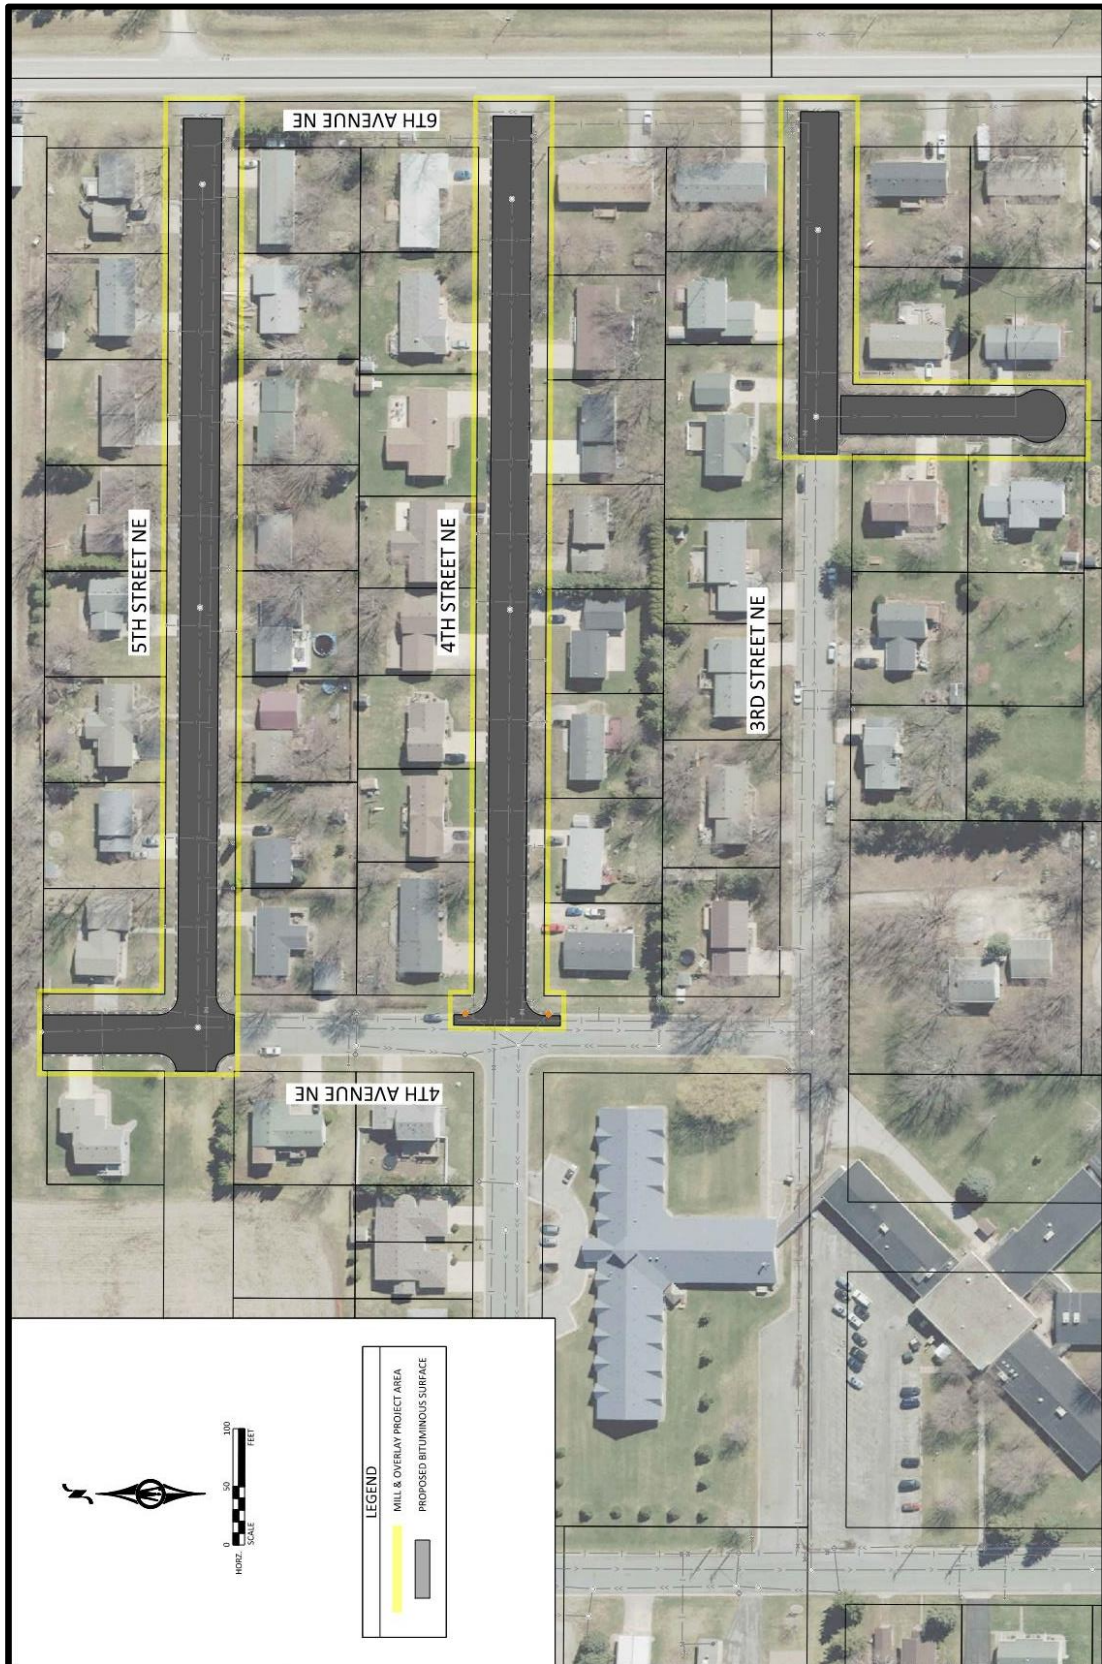 6TH AVENUE NE
5TH STREET NE
4TH STREET NE
3RD STREET NE
4TH AVENUE NE
N
0 50 100
HORZ. SCALE FEET
LEGEND
MILL & OVERLAY PROJECT AREA
PROPOSED BITUMINOUS SURFACE